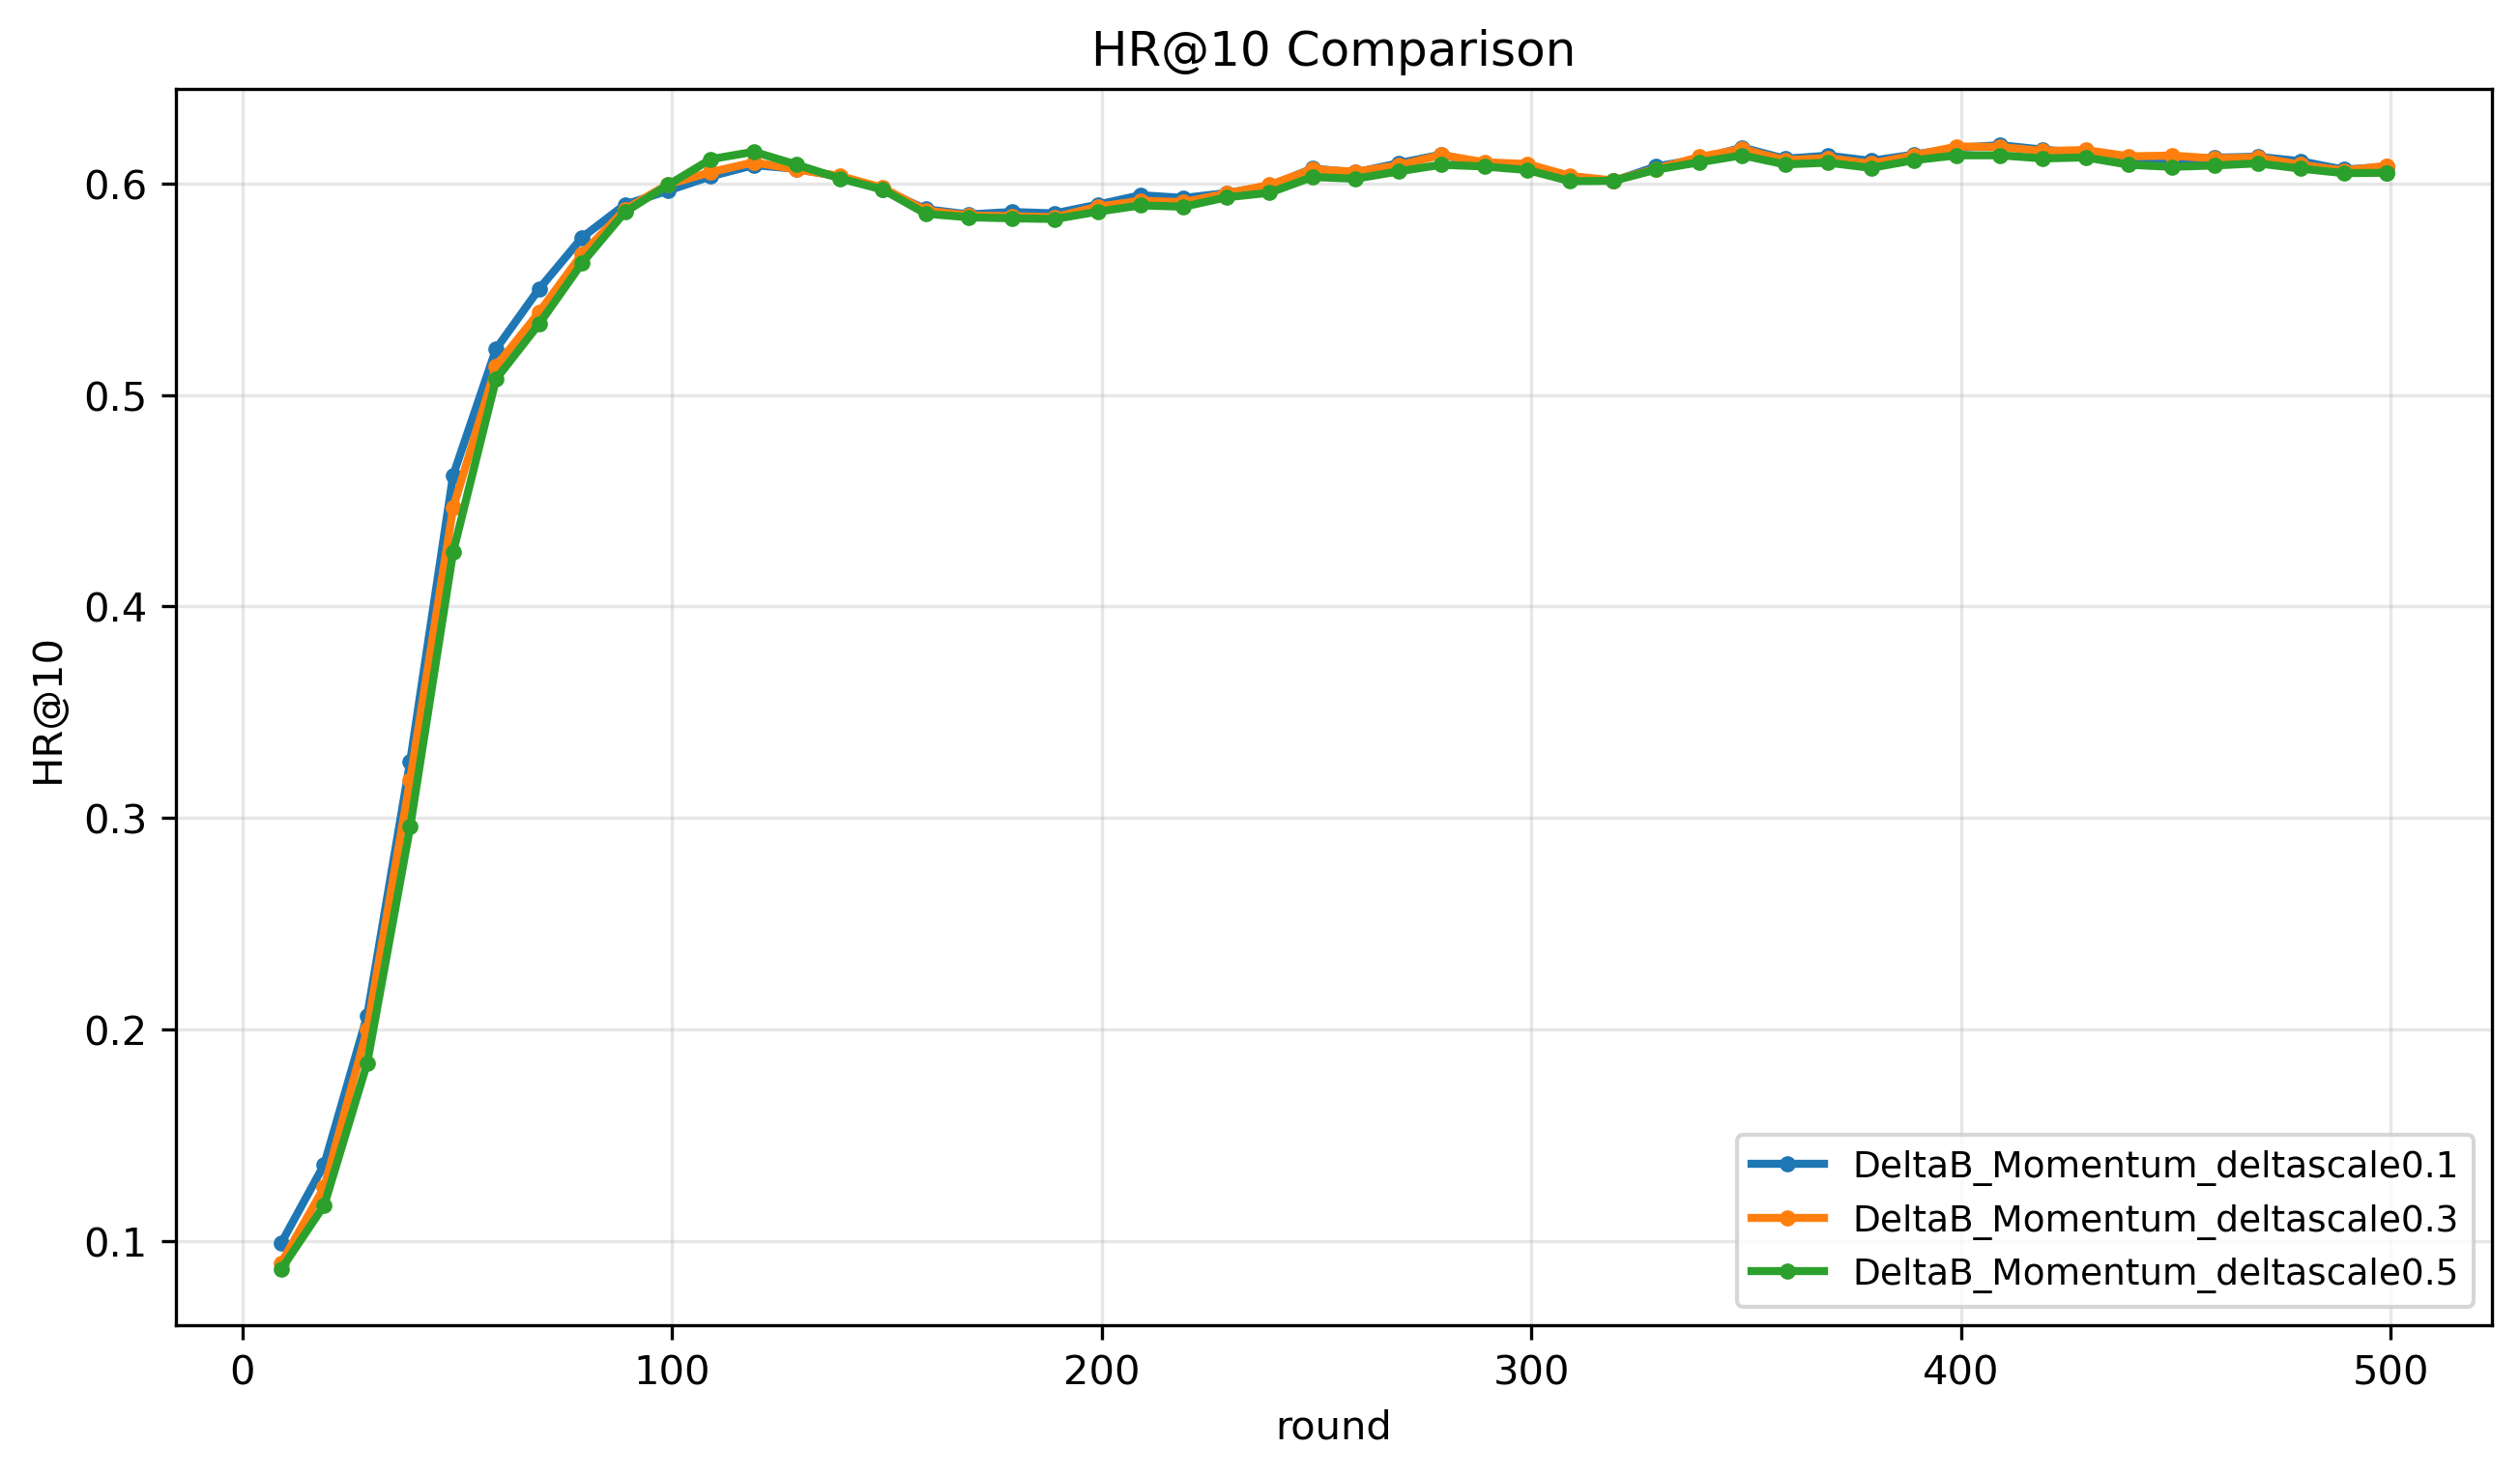 HR@10 Comparison
HR@10
0.6
0.5
0.4
0.3
0.2
0.1
0 100 200 300 400 500
round
DeltaB_Momentum_deltascale0.1
DeltaB_Momentum_deltascale0.3
DeltaB_Momentum_deltascale0.5